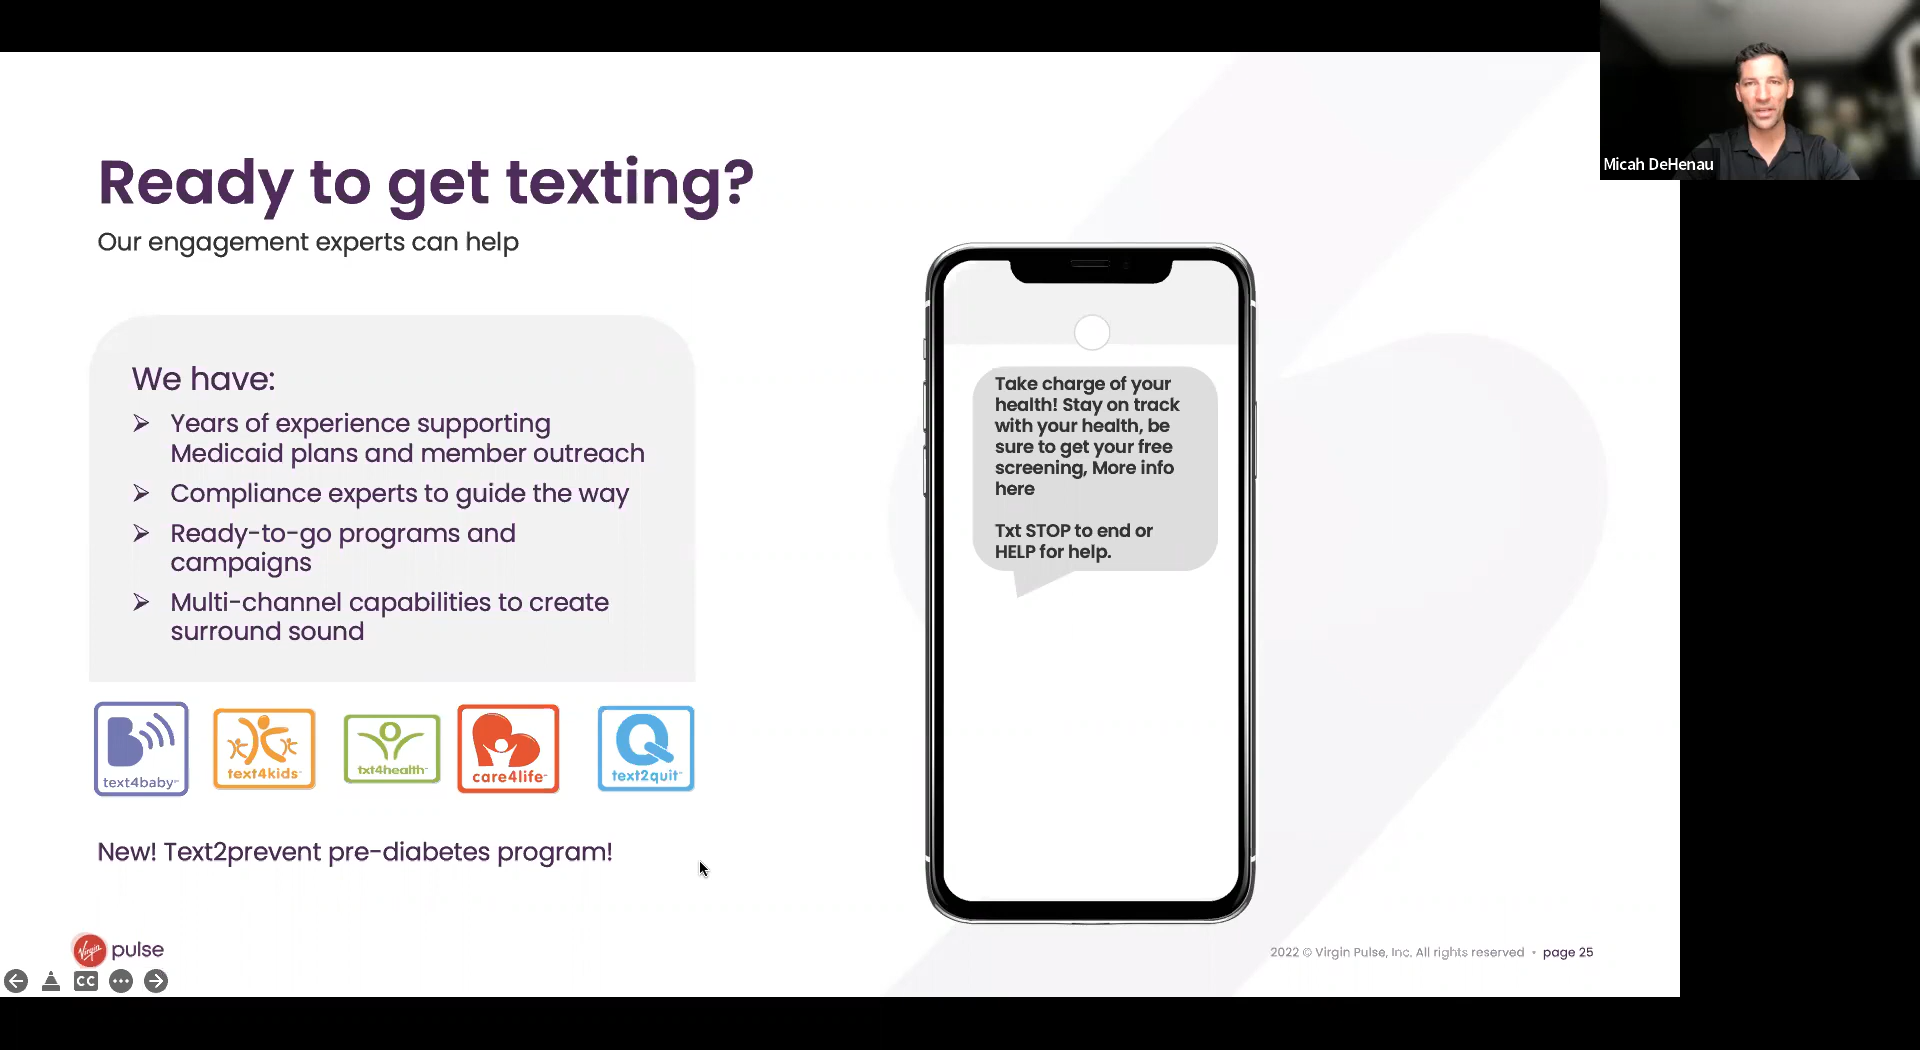 Micah DeHenau
Ready to get texting?
Our engagement experts can help
We have:
Years of experience supporting
Medicaid plans and member outreach
Compliance experts to guide the way
Ready-to-go programs and
campaigns
Multi-channel capabilities to create
surround sound
text4baby
text4kids
txt4health
care4life
text2quit
New! Text2prevent pre-diabetes program!
Take charge of your
health! Stay on track
with your health, be
sure to get your free
screening, More info
here
Txt STOP to end or
HELP for help.
Virgin pulse
2022 © Virgin Pulse, Inc. All rights reserved • page 25
CC